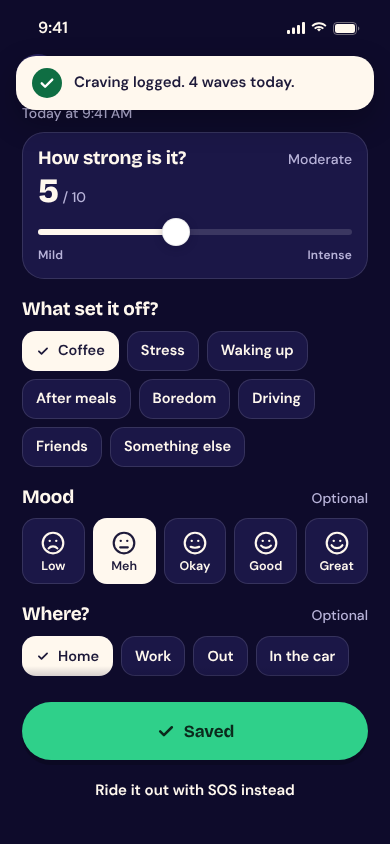 9:41
Craving logged. 4 waves today.
Today at 9:41 AM
How strong is it?
Moderate
5 / 10
Mild
Intense
What set it off?
Coffee
Stress
Waking up
After meals
Boredom
Driving
Friends
Something else
Mood
Optional
Low
Meh
Okay
Good
Great
Where?
Optional
Home
Work
Out
In the car
Saved
Ride it out with SOS instead